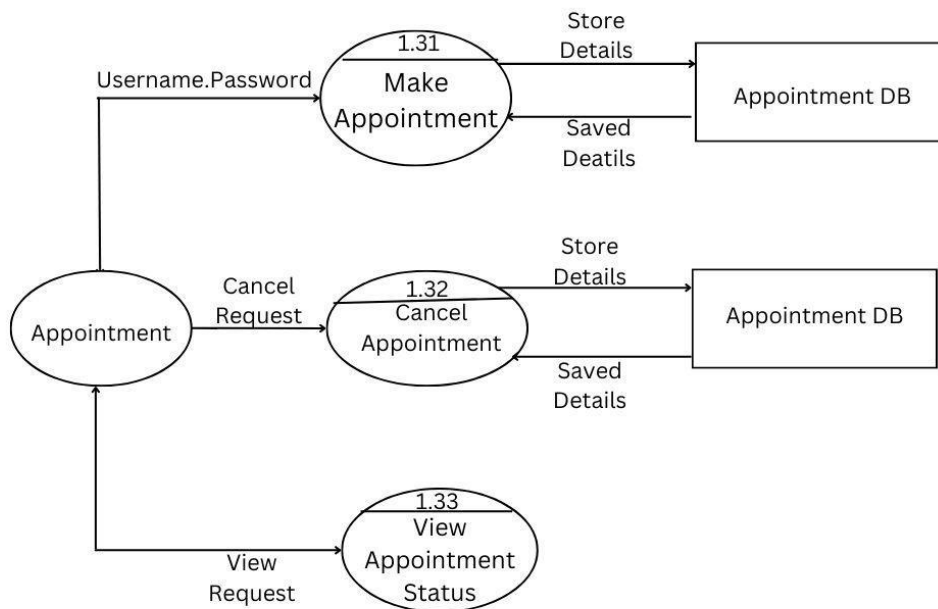 1.31
Make
Appointment
Store
Details
Appointment DB
Saved
Deatils
Username.Password
Appointment
Cancel
Request
1.32
Cancel
Appointment
Store
Details
Appointment DB
Saved
Details
1.33
View
Appointment
Status
View
Request